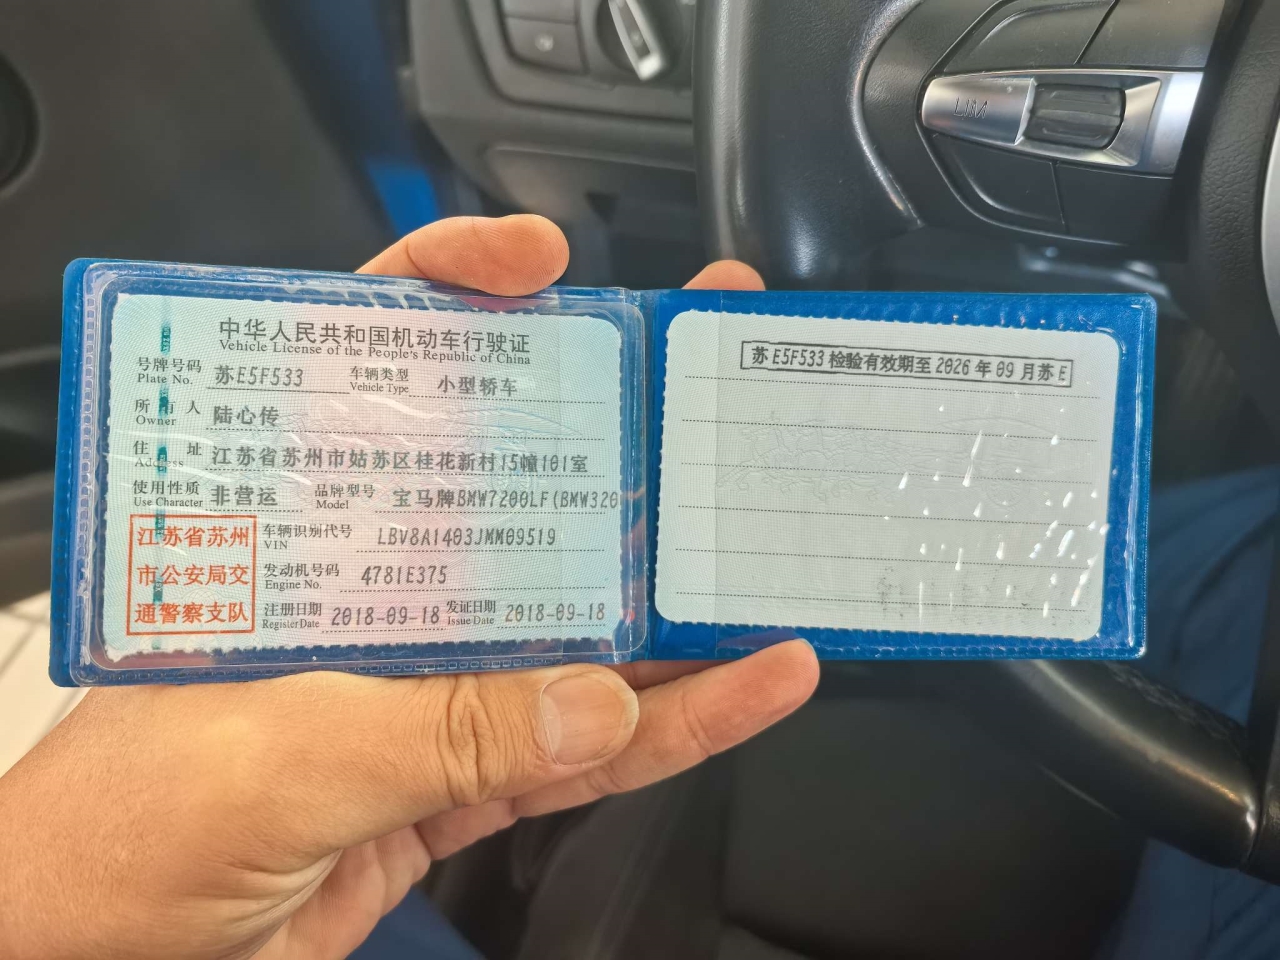 中华人民共和国机动车行驶证
Vehicle License of the People's Republic of China
号牌号码 苏E5F533 车辆类型 小型轿车
Plate No. Vehicle Type
所有人 陆心传
Owner
住址 江苏省苏州市姑苏区桂花新村15幢101室
Address
使用性质 非营运 品牌型号 宝马牌BMW7200LF(BMW320
Use Character Model
江苏省苏州
市公安局交
通警察支队
车辆识别代号 LBV8A1403JMM09519
VIN
发动机号码 4781E375
Engine No.
注册日期 2018-09-18 发证日期 2018-09-18
Register Date Issue Date
苏E5F533检验有效期至2026年09月苏E
LIM